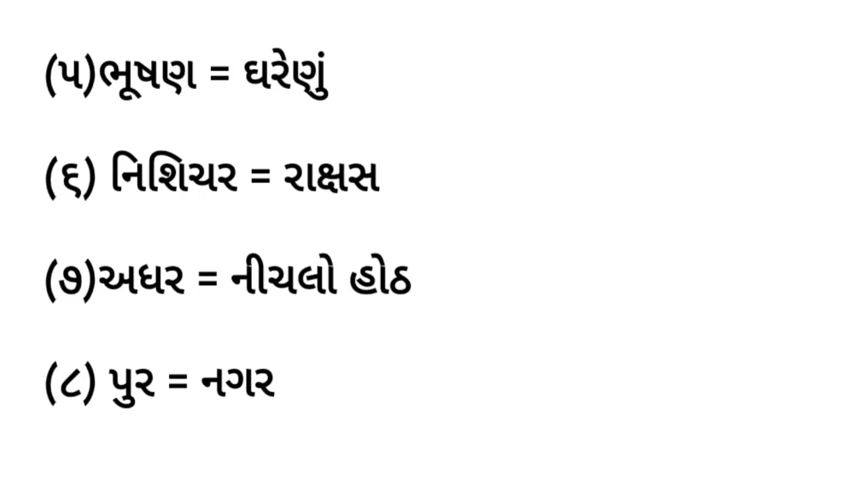 (૫)ભૂષણ = ઘરેણું
(૬) નિશિચર = રાક્ષસ
(૭)અધર = નીચલો હોઠ
(૮) પુર = નગર